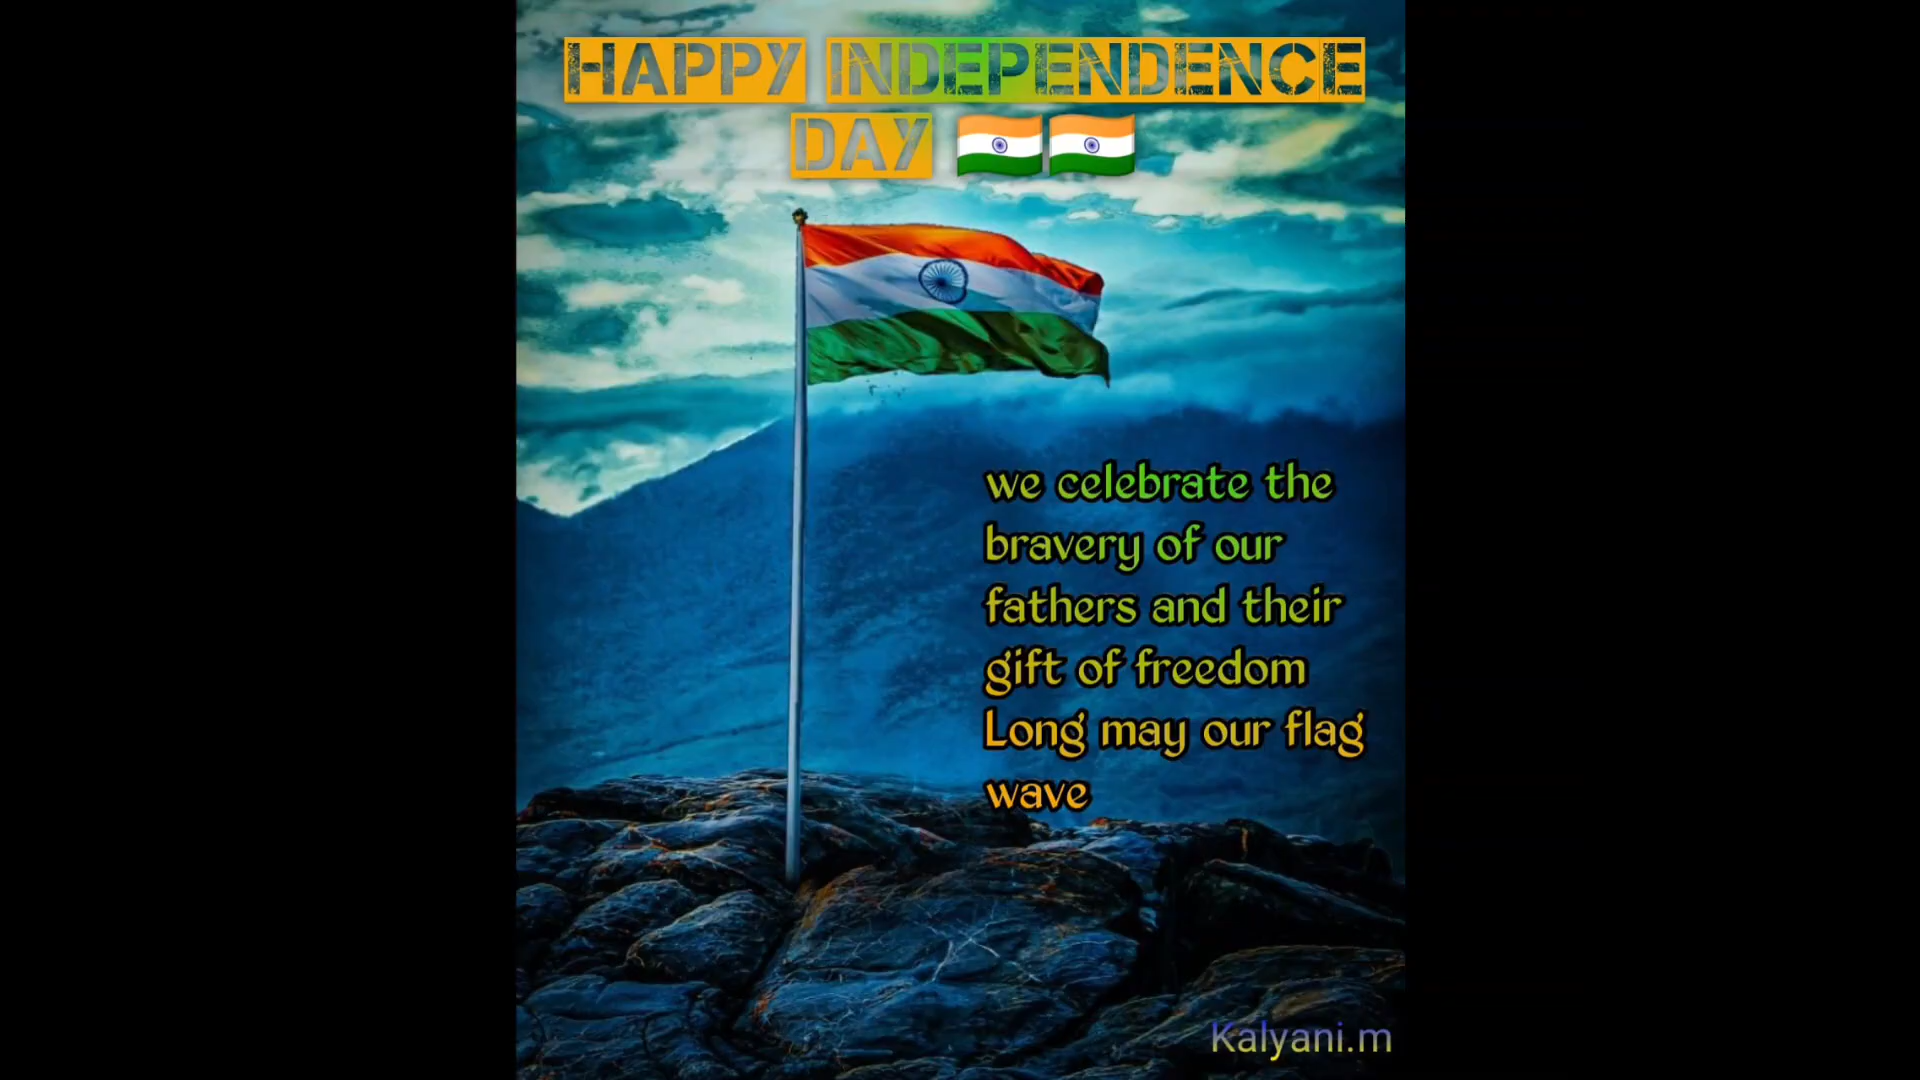 HAPPY INDEPENDENCE
DAY 🇮🇳🇮🇳
we celebrate the
bravery of our
fathers and their
gift of freedom
Long may our flag
wave
Kalyani.m